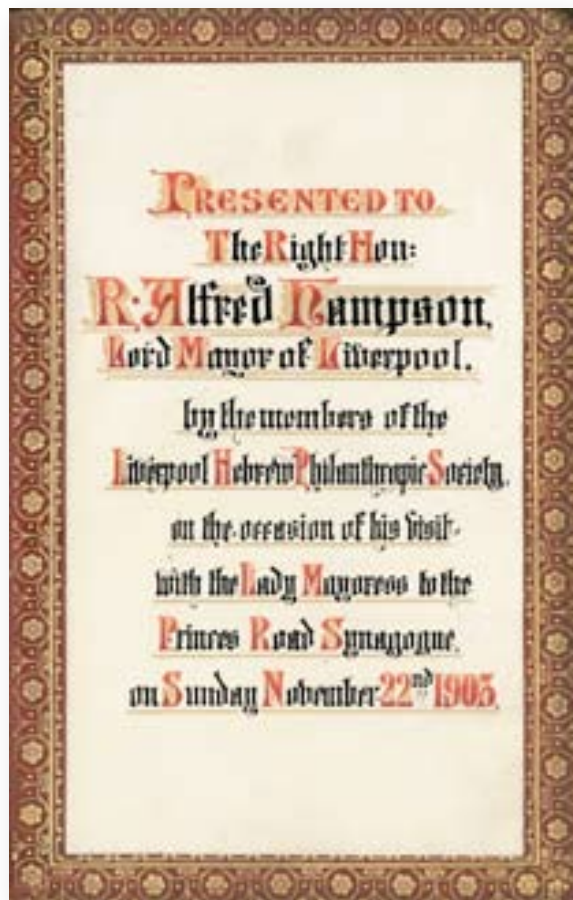 PRESENTED TO
The Right Hon:
R. Alfred Hampson,
Lord Mayor of Liverpool.
by the members of the
Liverpool Hebrew Philanthropic Society,
on the occasion of his visit
with the Lady Mayoress to the
Princes Road Synagogue,
on Sunday November 22nd 1903.